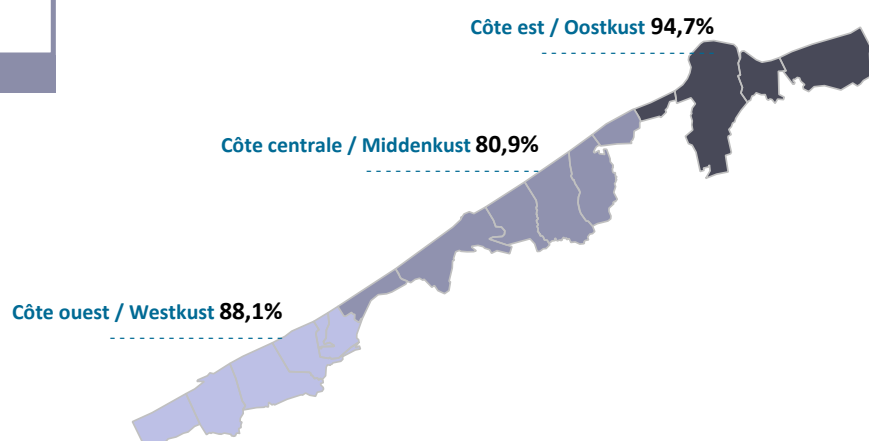 Côte est / Oostkust 94,7%
Côte centrale / Middenkust 80,9%
Côte ouest / Westkust 88,1%